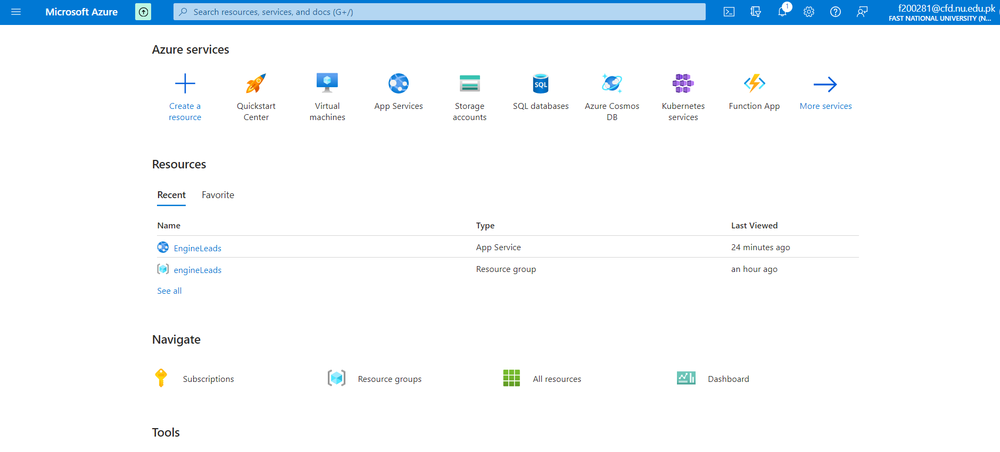 Microsoft Azure
Search resources, services, and docs (G+/)
1
f200281@cfd.nu.edu.pk
FAST NATIONAL UNIVERSITY (N...
Azure services
Create a
resource
Quickstart
Center
Virtual
machines
App Services
Storage
accounts
SQL
SQL databases
Azure Cosmos
DB
Kubernetes
services
Function App
More services
Resources
Recent
Favorite
Name
Type
Last Viewed
EngineLeads
App Service
24 minutes ago
engineLeads
Resource group
an hour ago
See all
Navigate
Subscriptions
Resource groups
All resources
Dashboard
Tools